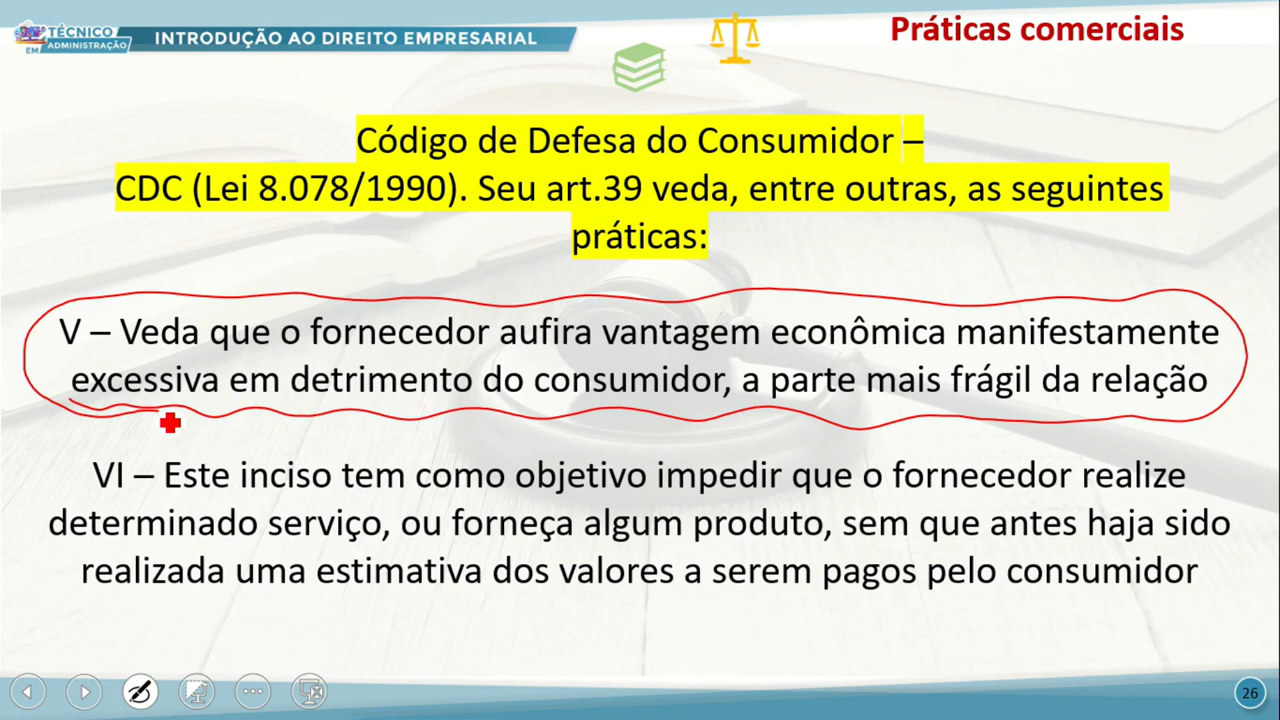 TÉCNICO
EM ADMINISTRAÇÃO
INTRODUÇÃO AO DIREITO EMPRESARIAL
Práticas comerciais
Código de Defesa do Consumidor –
CDC (Lei 8.078/1990). Seu art.39 veda, entre outras, as seguintes
práticas:
V – Veda que o fornecedor aufira vantagem econômica manifestamente
excessiva em detrimento do consumidor, a parte mais frágil da relação
VI – Este inciso tem como objetivo impedir que o fornecedor realize
determinado serviço, ou forneça algum produto, sem que antes haja sido
realizada uma estimativa dos valores a serem pagos pelo consumidor
26